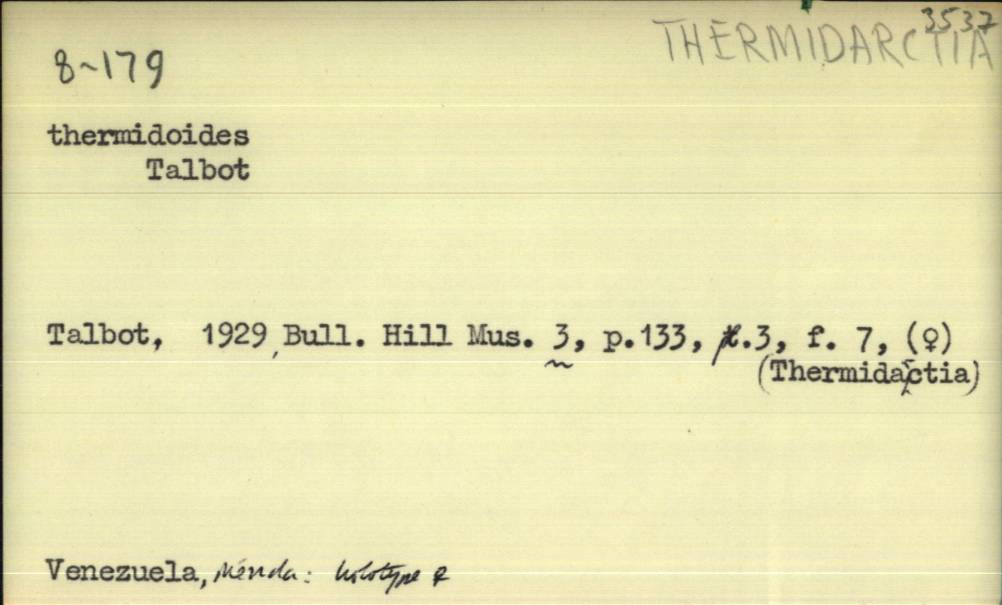 3537
THERMIDARCTIA
8~179
thermidoides
Talbot
Talbot, 1929, Bull. Hill Mus. 3, p.133, pl.3, f. 7, (♀)
(Thermidarctia)
Venezuela, Merida: holotype ♀